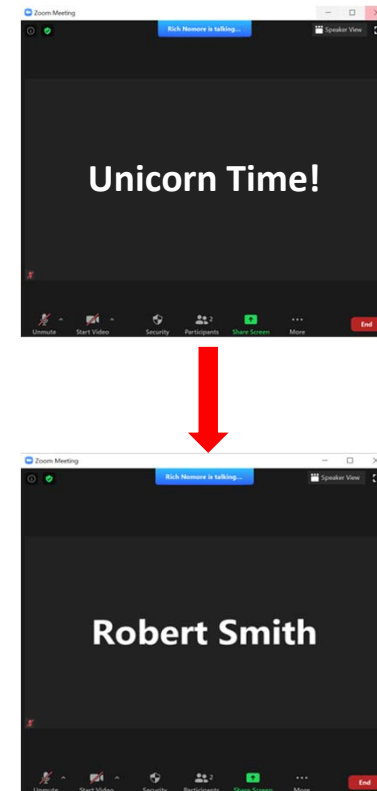 Zoom Meeting
Rich Nomore is talking...
Speaker View
Unicorn Time!
Unmute Start Video Security Participants 2 Share Screen More End
Zoom Meeting
Rich Nomore is talking...
Speaker View
Robert Smith
Unmute Start Video Security Participants 2 Share Screen More End